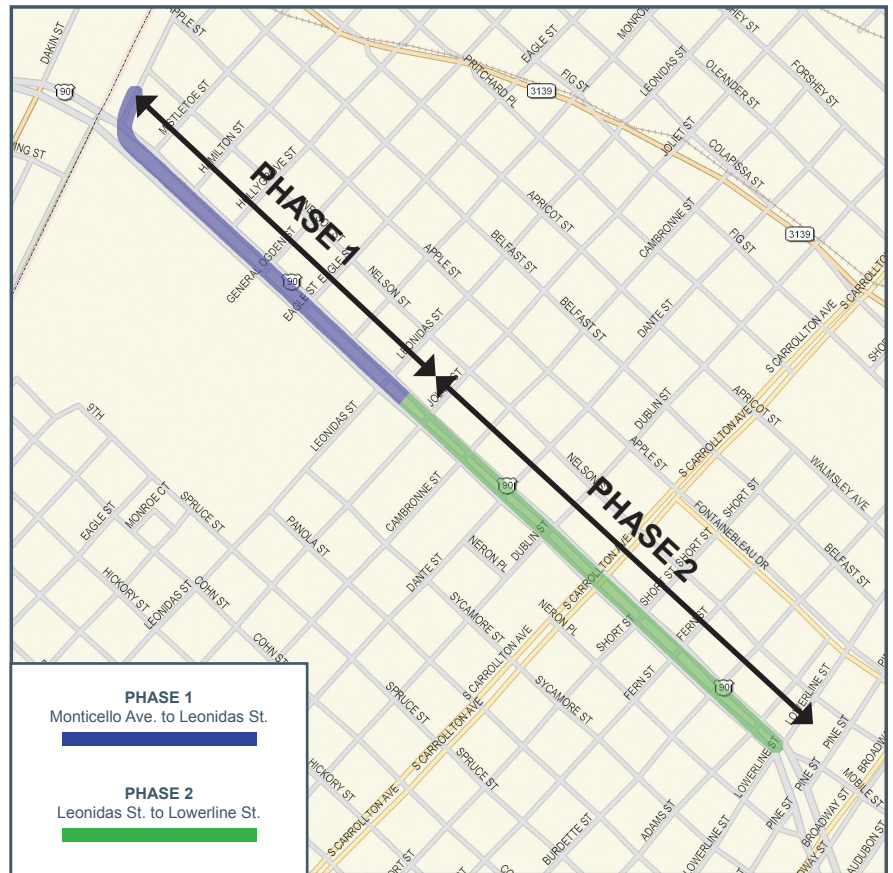 APPLE ST
DAKIN ST
90
MING ST
MISTLETOE ST
HAMILTON ST
HOLLYGROVE ST
EAGLE ST
MONROE
FIG ST
PRITCHARD PL
3139
LEONIDAS ST
OLEANDER ST
FORSHEY ST
JOLIET ST
COLAPISSA ST
PHASE 1
GENERAL OGDEN ST
90
EAGLE ST
EAGLE ST
NELSON ST
APPLE ST
BELFAST ST
APRICOT ST
CAMBRONNE ST
FIG ST
3139
S CARROLLTON AVE
LEONIDAS ST
BELFAST ST
DANTE ST
S CARROLLTON AVE
SHOR
9TH
LEONIDAS ST
DUBLIN ST
APRICOT ST
EAGLE ST
MONROE CT
SPRUCE ST
PANOLA ST
CAMBRONNE ST
90
NELSON S
APPLE ST
S CARROLLTON AVE
WALMSLEY AVE
HICKORY ST
LEONIDAS ST
COHN ST
DANTE ST
NERON PL
DUBLIN ST
PHASE 2
SHORT ST
FONTAINEBLEAU DR
BELFAST ST
COHN ST
SYCAMORE ST
S CARROLLTON AVE
NERON PL
SHORT ST
SHORT ST
SHORT ST
FERN ST
S CARROLLTON AVE
SPRUCE ST
SYCAMORE ST
FERN ST
90
LOWERLINE ST
PINE ST
BROADWAY
HICKORY ST
S CARROLLTON AVE
SPRUCE ST
LOWERLINE ST
PINE ST
MOBILE ST
S CARROLLTON AVE
BURDETTE ST
ADAMS ST
LOWERLINE ST
PINE ST
BROADWAY ST
AUDUBON ST
PHASE 1
Monticello Ave. to Leonidas St.
PHASE 2
Leonidas St. to Lowerline St.